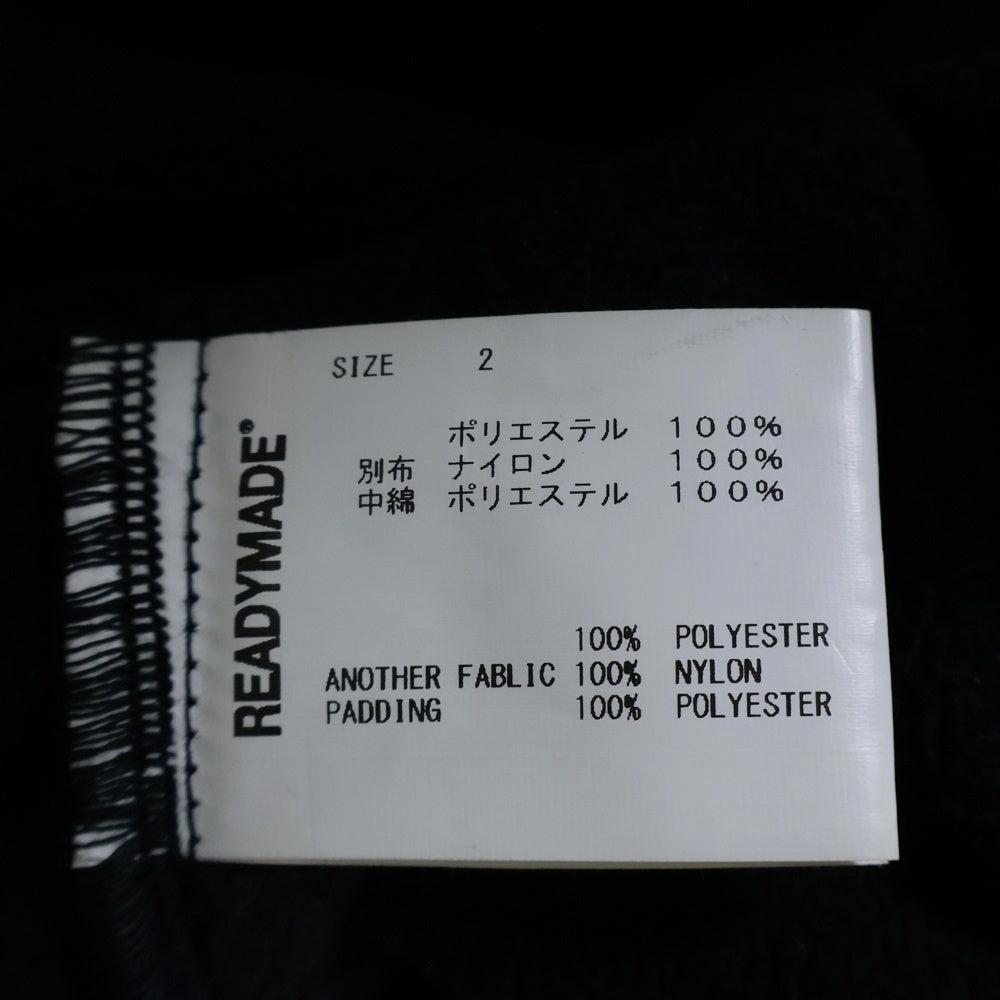 READYMADE®
SIZE 2
ポリエステル １００％
別布 ナイロン １００％
中綿 ポリエステル １００％
100% POLYESTER
ANOTHER FABLIC 100% NYLON
PADDING 100% POLYESTER